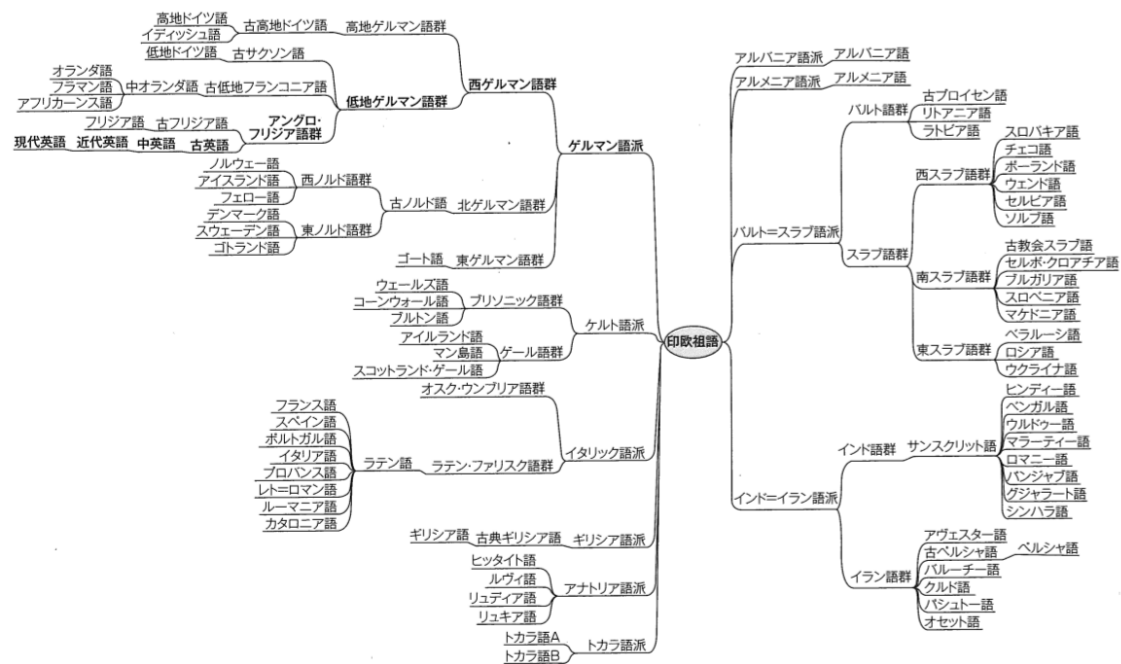 高地ドイツ語
イディッシュ語
古高地ドイツ語
高地ゲルマン語群
低地ドイツ語
古サクソン語
オランダ語
フラマン語
アフリカーンス語
中オランダ語
古低地フランコニア語
低地ゲルマン語群
西ゲルマン語群
フリジア語
古フリジア語
アングロ・
フリジア語群
現代英語
近代英語
中英語
古英語
ゲルマン語派
ノルウェー語
アイスランド語
フェロー語
西ノルド語群
デンマーク語
スウェーデン語
ゴトランド語
東ノルド語群
古ノルド語
北ゲルマン語群
ゴート語
東ゲルマン語群
ウェールズ語
コーンウォール語
ブルトン語
ブリソニック語群
ケルト語派
アイルランド語
マン島語
スコットランド・ゲール語
ゲール語群
オスク・ウンブリア語群
フランス語
スペイン語
ポルトガル語
イタリア語
プロバンス語
レト=ロマン語
ルーマニア語
カタロニア語
ラテン語
ラテン・ファリスク語群
イタリック語派
ギリシア語
古典ギリシア語
ギリシア語派
ヒッタイト語
ルヴィ語
リュディア語
リュキア語
アナトリア語派
トカラ語A
トカラ語B
トカラ語派
印欧祖語
アルバニア語派
アルバニア語
アルメニア語派
アルメニア語
バルト=スラブ語派
バルト語群
古プロイセン語
リトアニア語
ラトビア語
スラブ語群
西スラブ語群
スロバキア語
チェコ語
ポーランド語
ウェンド語
セルビア語
ソルブ語
南スラブ語群
古教会スラブ語
セルボ・クロアチア語
ブルガリア語
スロベニア語
マケドニア語
東スラブ語群
ベラルーシ語
ロシア語
ウクライナ語
インド=イラン語派
インド語群
サンスクリット語
ヒンディー語
ベンガル語
ウルドゥー語
マラーティー語
ロマニー語
パンジャブ語
グジャラート語
シンハラ語
イラン語群
アヴェスター語
古ペルシャ語
ペルシャ語
バルーチー語
クルド語
パシュトー語
オセット語